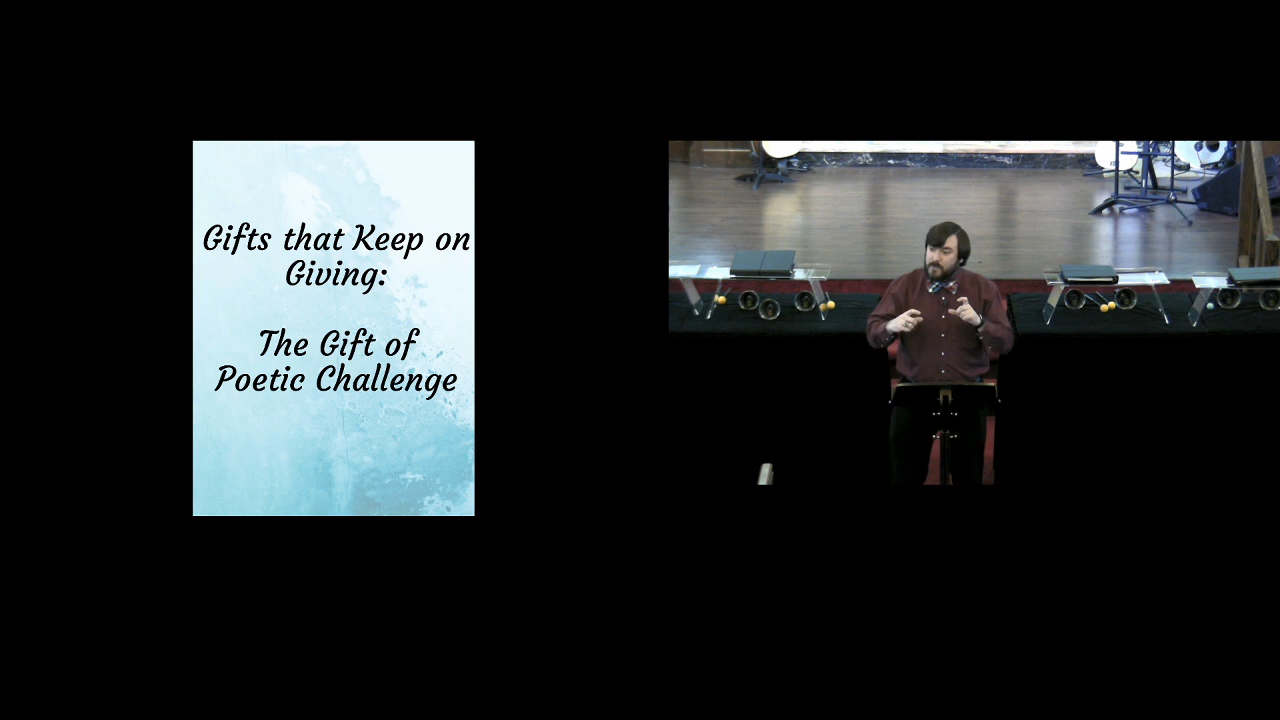 Gifts that Keep on
Giving:
The Gift of
Poetic Challenge